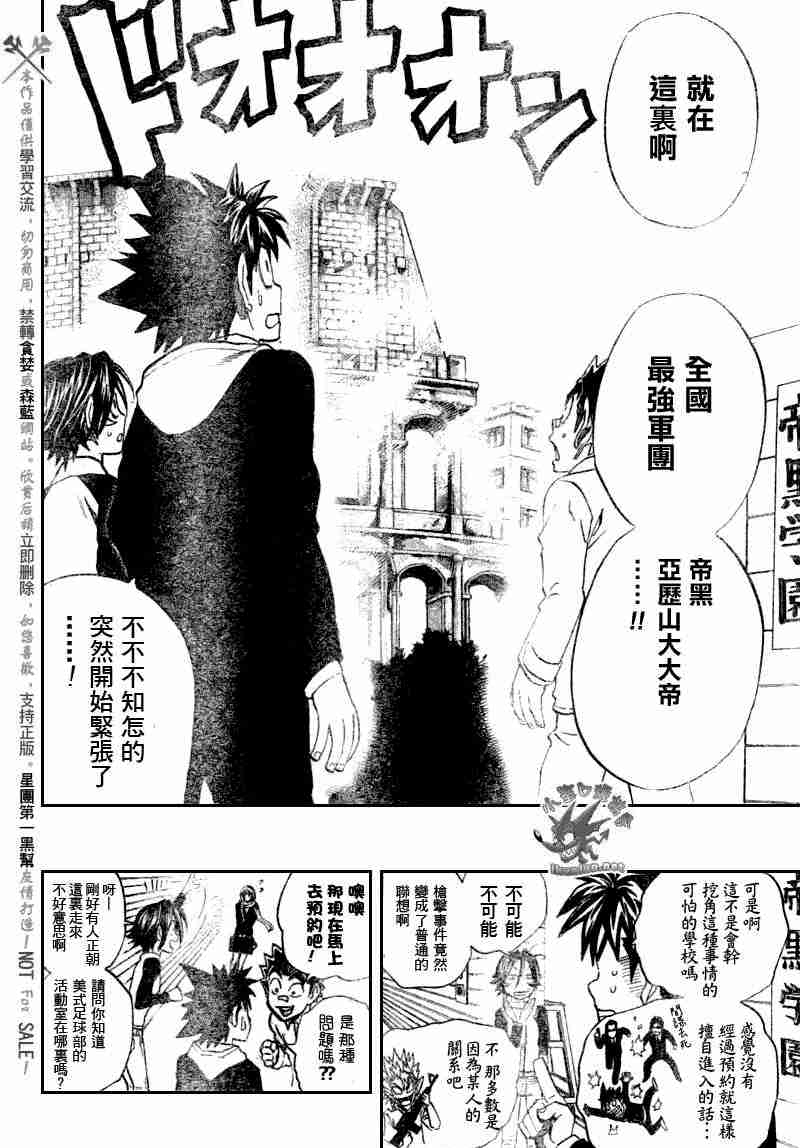 ドオオオン
就在
這裏啊
全國
最強軍團
帝黑
亞歷山大大帝
……!!
帝黑学園
不不不知怎的
突然開始緊張了
……!
可是啊
這不是會幹
挖角這種事情的
可怕的學校嗎
感覺沒有
經過預約就這樣
擅自進入的話…
不可能
不可能
槍擊事件竟然
變成了普通的
聯想啊
不 那多數是
因為某人的
關系吧
帝黑学園
噢噢
那現在馬上
去預約吧!
是那種
問題嗎??
呀—
剛好有人正朝
這裏走來
不好意思啊
請問你知道
美式足球部的
活動室在哪裏嗎?
本作品僅供學習交流,切勿商用,禁轉貪婪或森藍網站。欣賞后請立即刪除,如您喜歡,支持正版。星團第一黑幫友情打造—NOT For SALE—